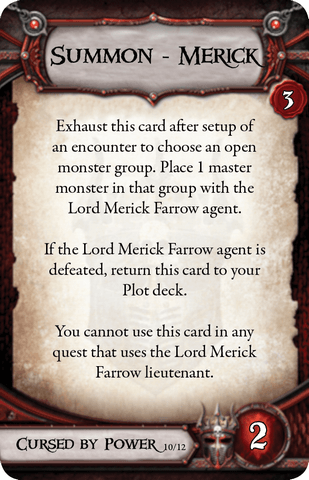 Summon - Merick
3
Exhaust this card after setup of
an encounter to choose an open
monster group. Place 1 master
monster in that group with the
Lord Merick Farrow agent.
If the Lord Merick Farrow agent is
defeated, return this card to your
Plot deck.
You cannot use this card in any
quest that uses the Lord Merick
Farrow lieutenant.
Cursed by Power 10/12
2